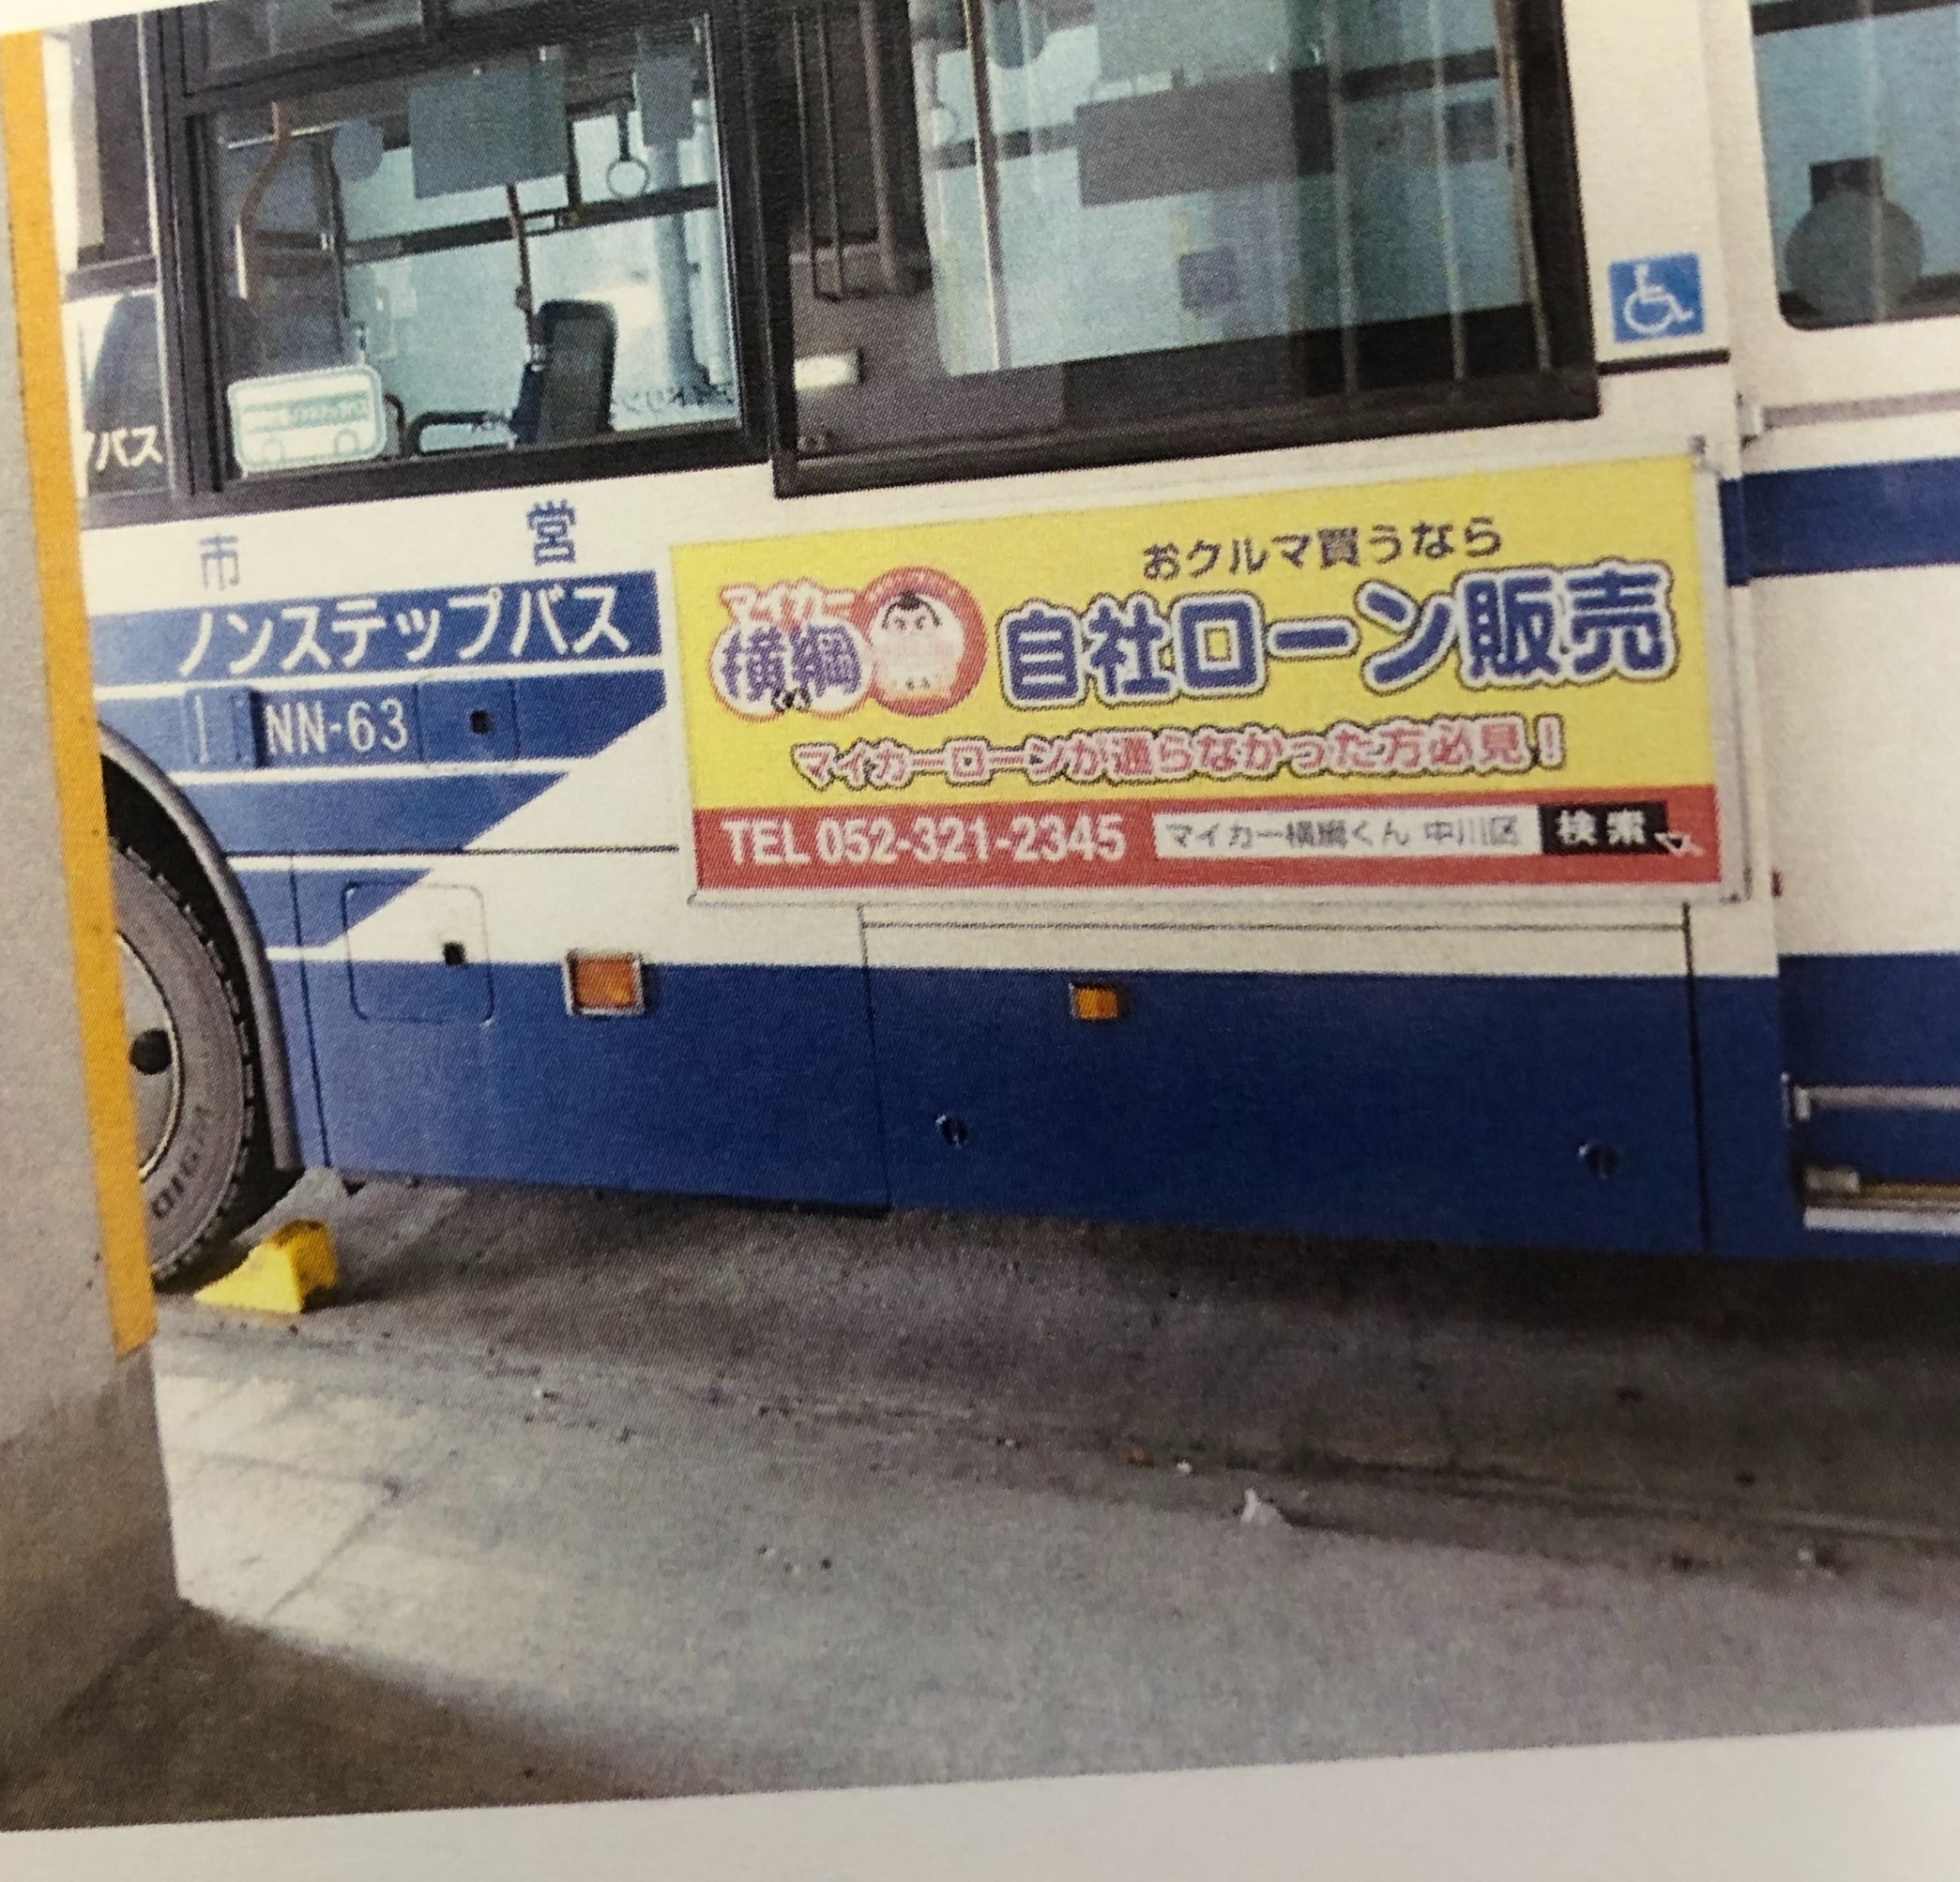 バス
市 営
ノンステップバス
NN-63
おクルマ買うなら
マイカー
横綱
くん
自社ローン販売
マイカーローンが通らなかった方必見！
TEL 052-321-2345
マイカー横綱くん 中川区 検索